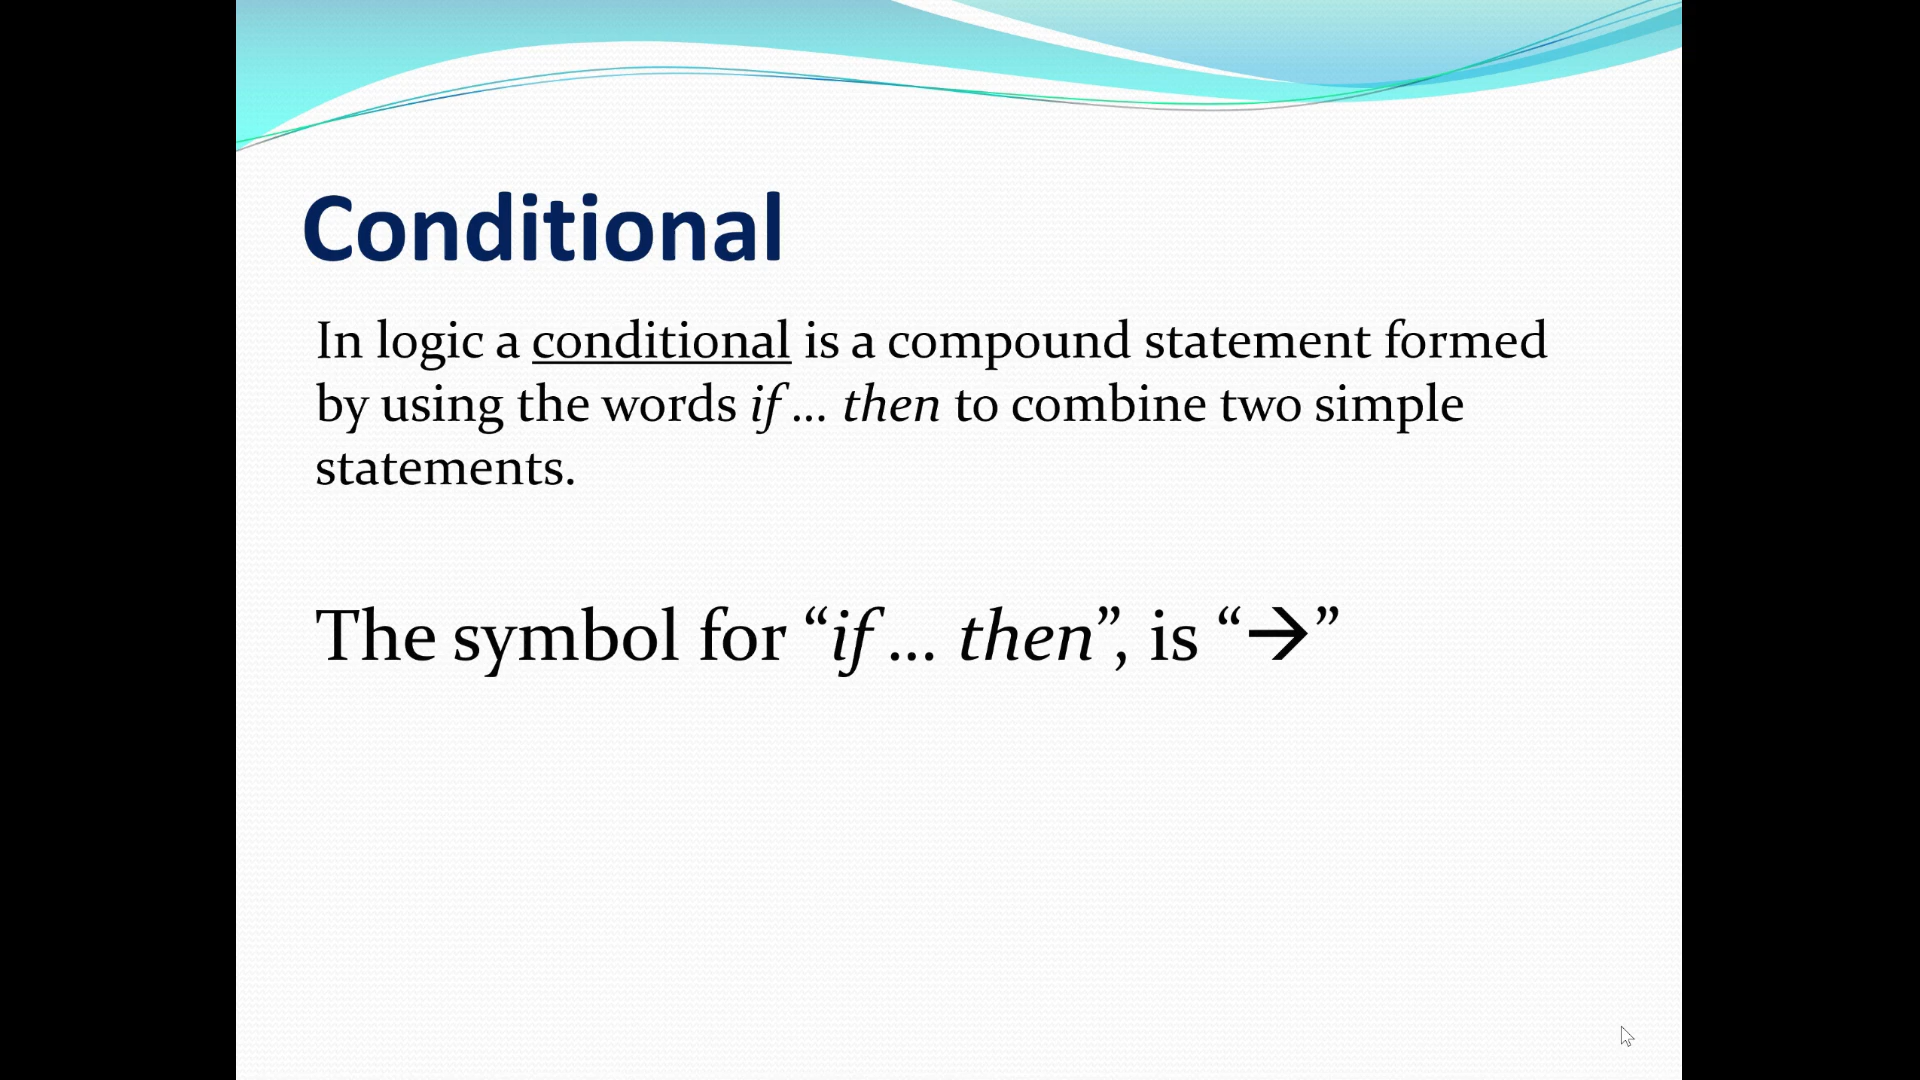 Conditional
In logic a conditional is a compound statement formed
by using the words if … then to combine two simple
statements.
The symbol for “if … then”, is “→”